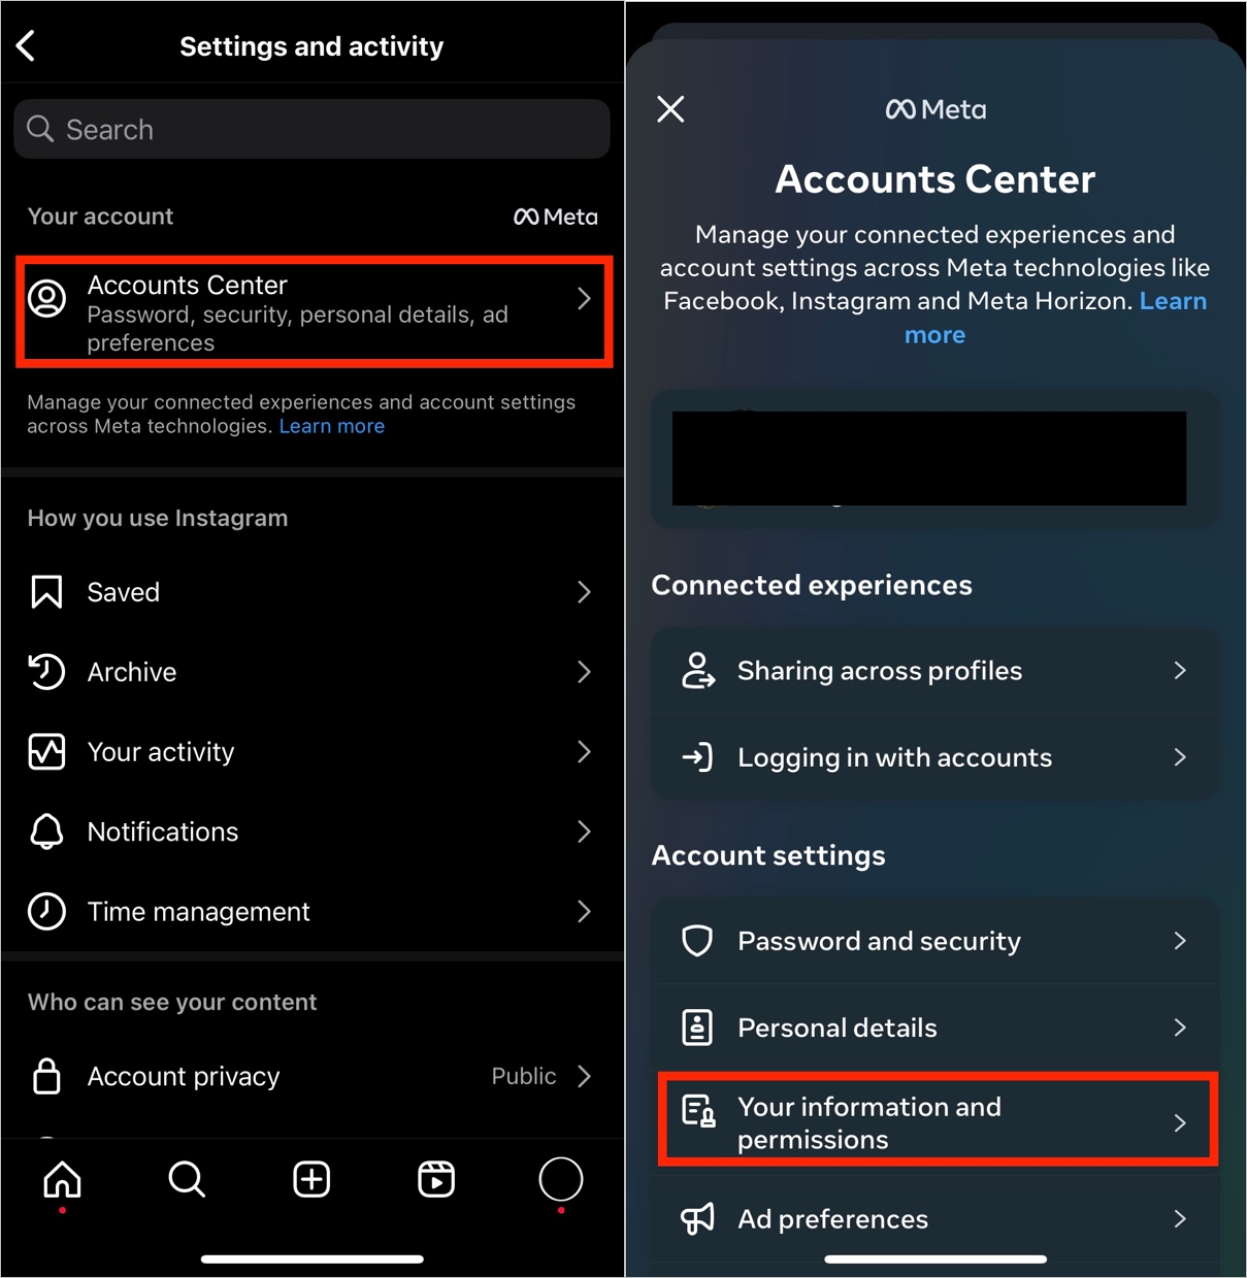 Settings and activity
Search
Your account
Meta
Accounts Center
Password, security, personal details, ad
preferences
Manage your connected experiences and account settings
across Meta technologies. Learn more
How you use Instagram
Saved
Archive
Your activity
Notifications
Time management
Who can see your content
Account privacy
Public
Meta
Accounts Center
Manage your connected experiences and
account settings across Meta technologies like
Facebook, Instagram and Meta Horizon. Learn
more
Connected experiences
Sharing across profiles
Logging in with accounts
Account settings
Password and security
Personal details
Your information and
permissions
Ad preferences